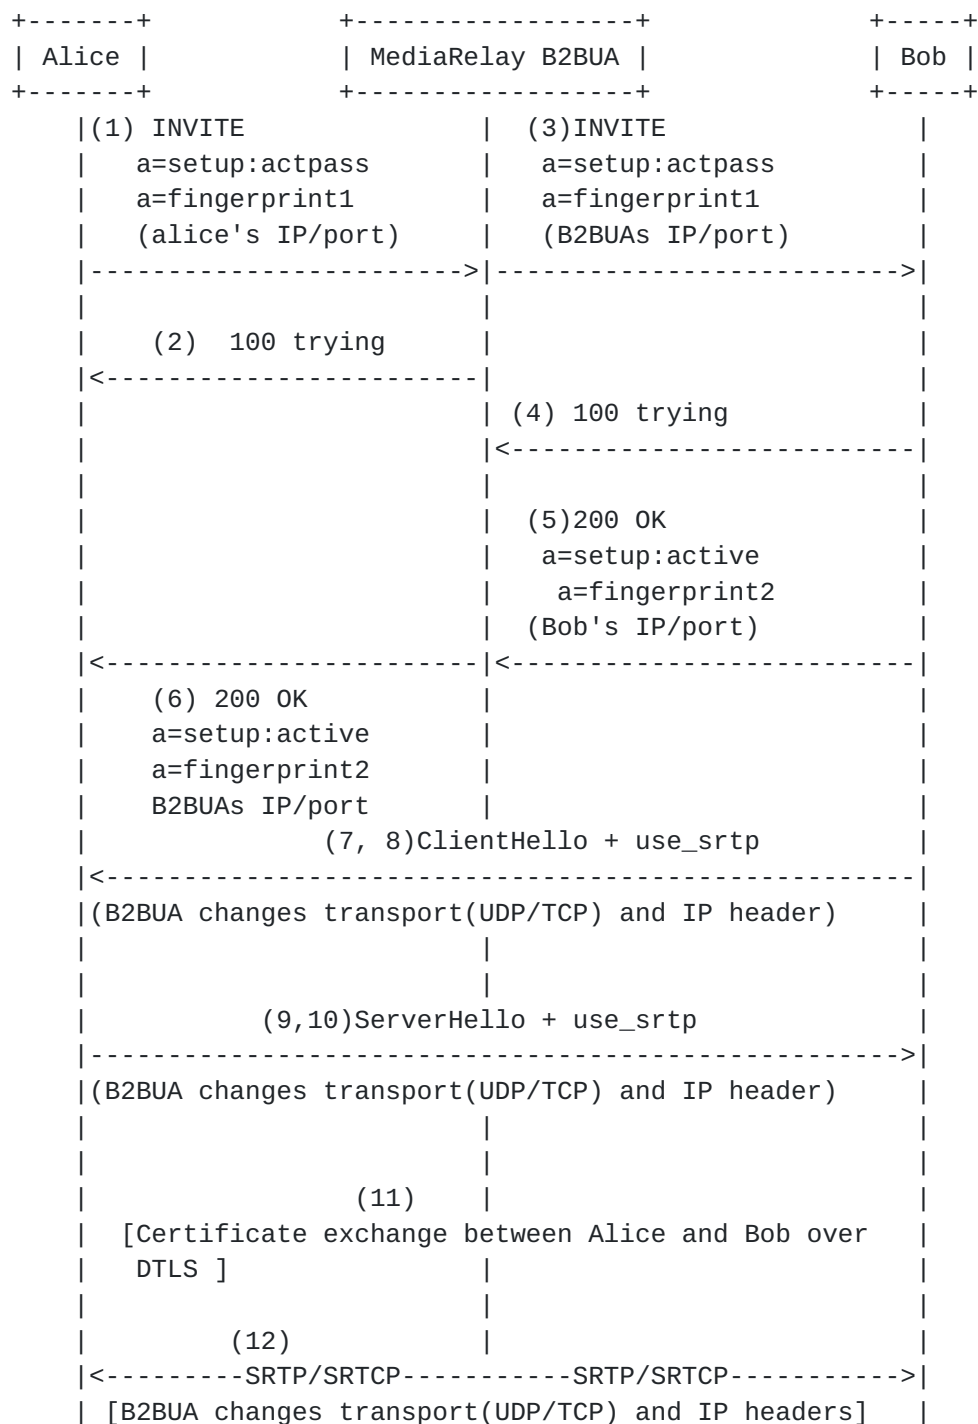 +-------+            +------------------+              +-----+
| Alice |            | MediaRelay B2BUA |              | Bob |
+-------+            +------------------+              +-----+
    |(1) INVITE               |  (3)INVITE                |
    |   a=setup:actpass       |   a=setup:actpass         |
    |   a=fingerprint1        |   a=fingerprint1          |
    |   (alice's IP/port)     |   (B2BUAs IP/port)        |
    |------------------------>|-------------------------->|
    |                         |                           |
    |    (2)  100 trying      |                           |
    |<------------------------|                           |
    |                         | (4) 100 trying            |
    |                         |<--------------------------|
    |                         |                           |
    |                         |  (5)200 OK                |
    |                         |   a=setup:active          |
    |                         |    a=fingerprint2         |
    |                         |  (Bob's IP/port)          |
    |<------------------------|<--------------------------|
    |    (6) 200 OK           |                           |
    |    a=setup:active       |                           |
    |    a=fingerprint2       |                           |
    |    B2BUAs IP/port       |                           |
    |               (7, 8)ClientHello + use_srtp          |
    |<----------------------------------------------------|
    |(B2BUA changes transport(UDP/TCP) and IP header)     |
    |                         |                           |
    |                         |                           |
    |           (9,10)ServerHello + use_srtp              |
    |---------------------------------------------------->|
    |(B2BUA changes transport(UDP/TCP) and IP header)     |
    |                         |                           |
    |                         |                           |
    |                 (11)    |                           |
    |  [Certificate exchange between Alice and Bob over   |
    |   DTLS ]                |                           |
    |                         |                           |
    |         (12)            |                           |
    |<---------SRTP/SRTCP-----------SRTP/SRTCP----------->|
    | [B2BUA changes transport(UDP/TCP) and IP headers]   |